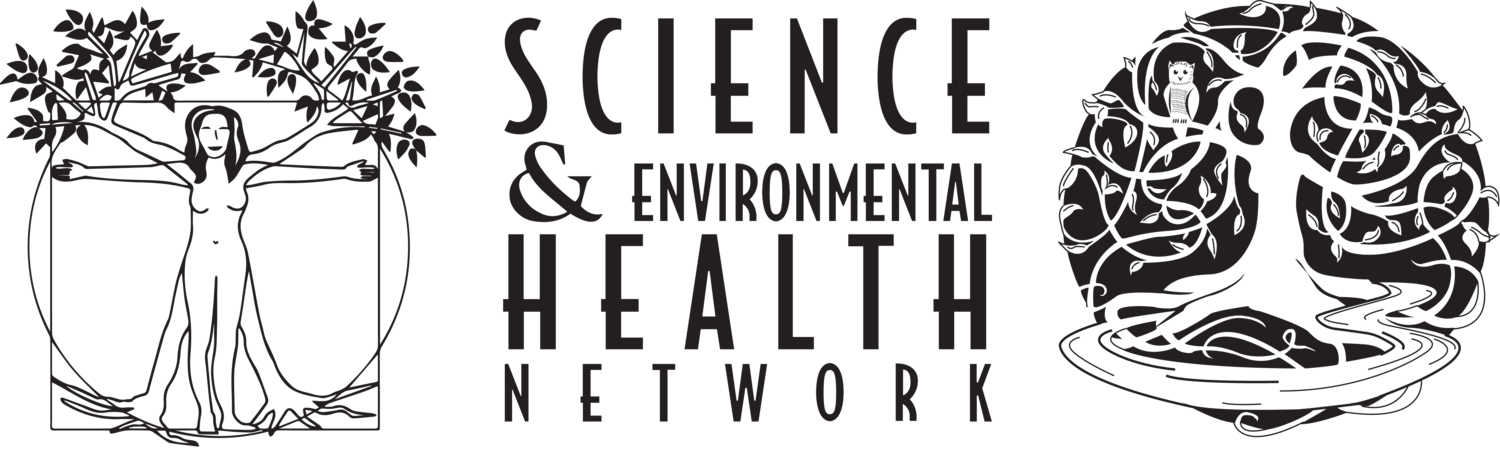 SCIENCE
& ENVIRONMENTAL
HEALTH
NETWORK